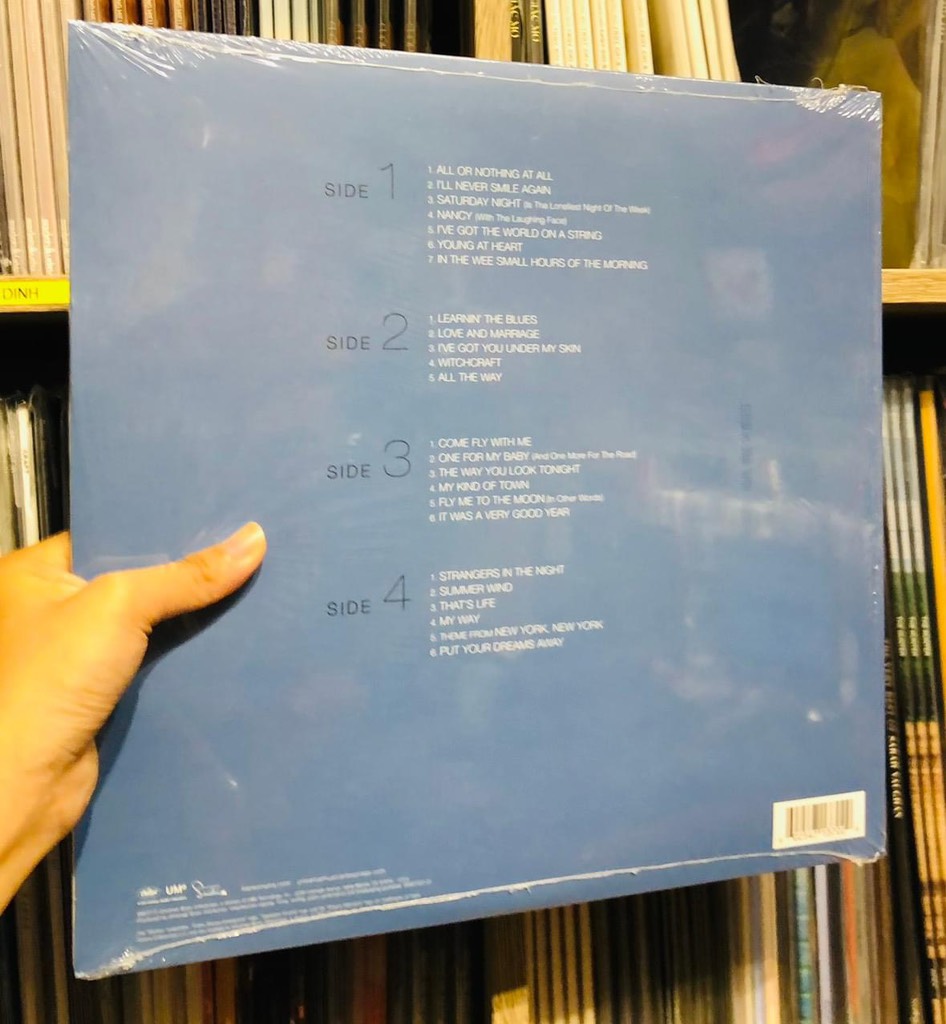 DINH
SIDE 1
1. ALL OR NOTHING AT ALL
2. I'LL NEVER SMILE AGAIN
3. SATURDAY NIGHT (Is The Loneliest Night Of The Week)
4. NANCY (With The Laughing Face)
5. I'VE GOT THE WORLD ON A STRING
6. YOUNG AT HEART
7. IN THE WEE SMALL HOURS OF THE MORNING
SIDE 2
1. LEARNIN' THE BLUES
2. LOVE AND MARRIAGE
3. I'VE GOT YOU UNDER MY SKIN
4. WITCHCRAFT
5. ALL THE WAY
SIDE 3
1. COME FLY WITH ME
2. ONE FOR MY BABY (And One More For The Road)
3. THE WAY YOU LOOK TONIGHT
4. MY KIND OF TOWN
5. FLY ME TO THE MOON (In Other Words)
6. IT WAS A VERY GOOD YEAR
SIDE 4
1. STRANGERS IN THE NIGHT
2. SUMMER WIND
3. THAT'S LIFE
4. MY WAY
5. THEME FROM NEW YORK, NEW YORK
6. PUT YOUR DREAMS AWAY
UMe
THE VERY BEST OF SARAH VAUGHAN